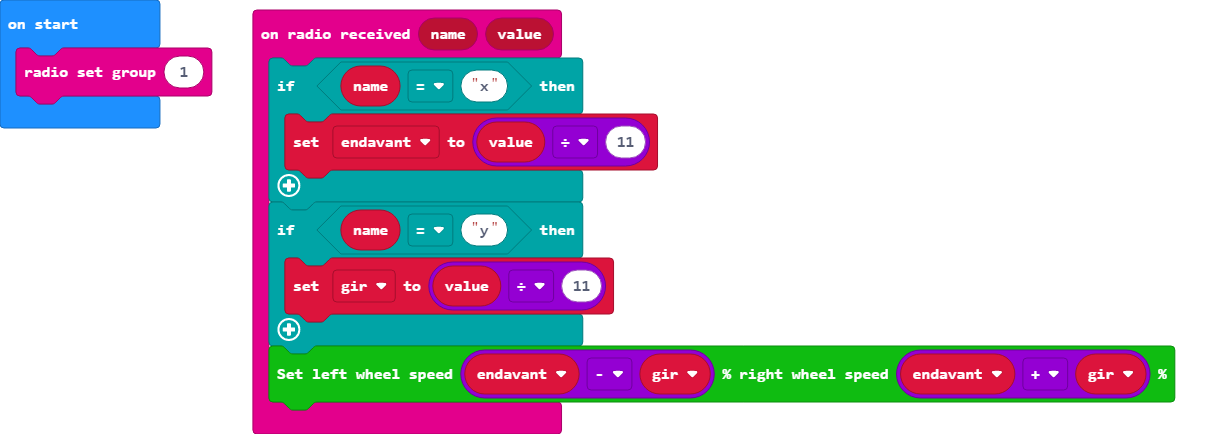 on start
radio set group 1
on radio received name value
if name = "x" then
set endavant to value ÷ 11
if name = "y" then
set gir to value ÷ 11
Set left wheel speed endavant - gir % right wheel speed endavant + gir %